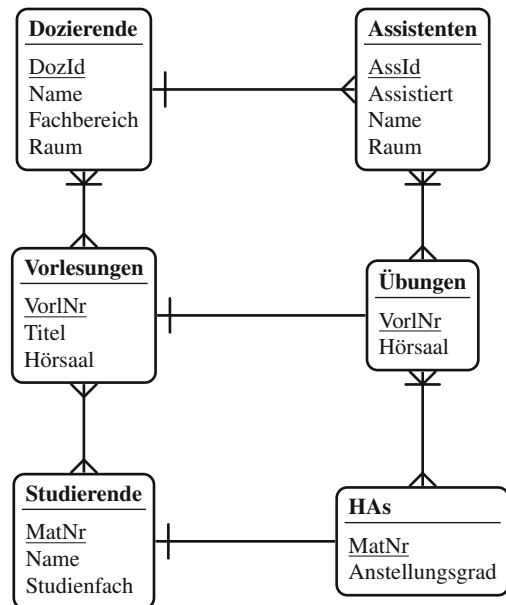 Dozierende
DozId
Name
Fachbereich
Raum
Assistenten
AssId
Assistiert
Name
Raum
Vorlesungen
VorlNr
Titel
Hörsaal
Übungen
VorlNr
Hörsaal
Studierende
MatNr
Name
Studienfach
HAs
MatNr
Anstellungsgrad